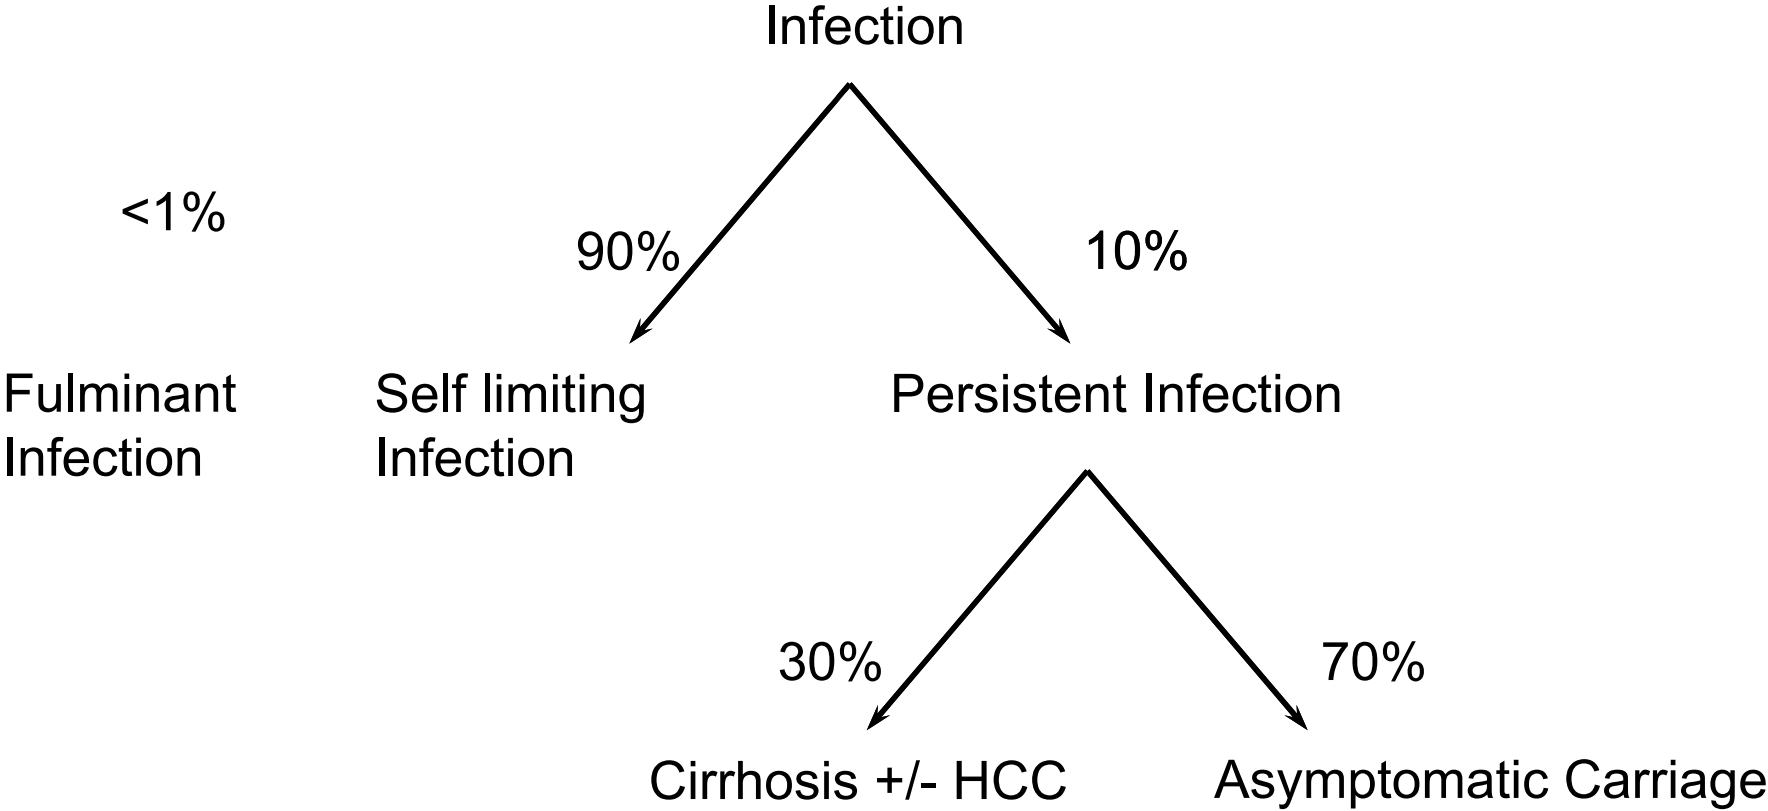 Infection
<1%
90%
10%
Fulminant
Infection
Self limiting
Infection
Persistent Infection
30%
70%
Cirrhosis +/- HCC
Asymptomatic Carriage